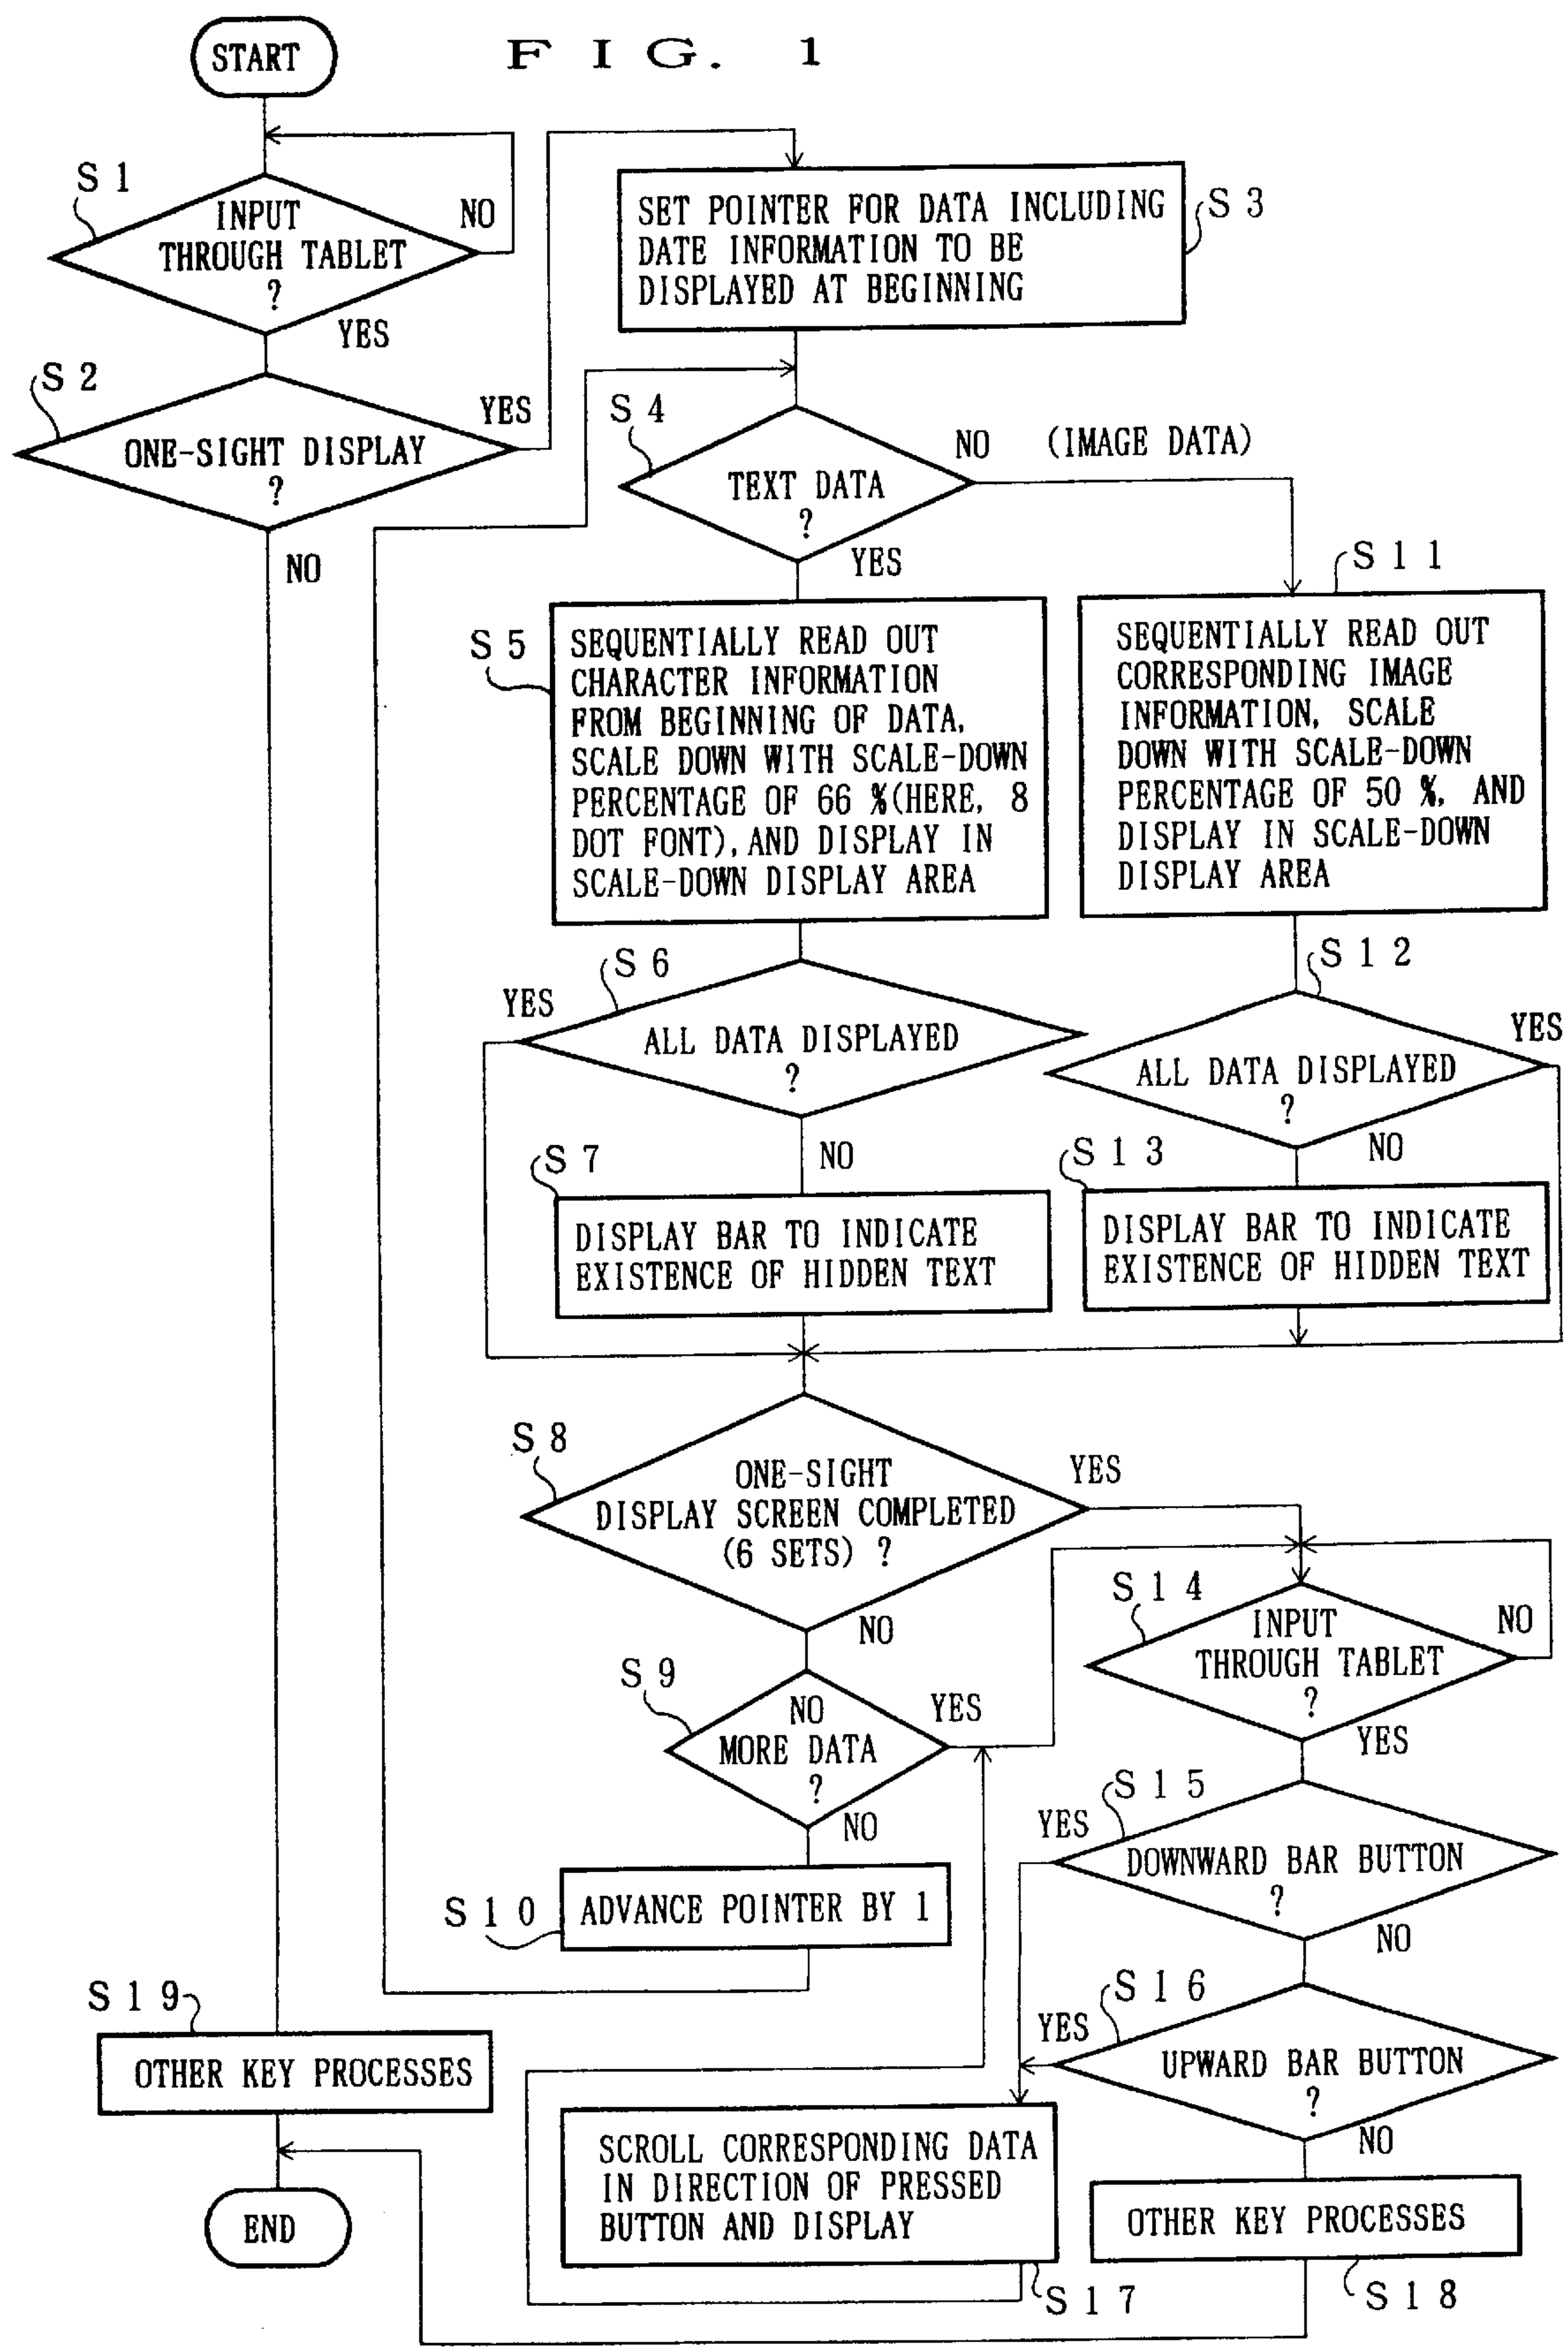 FIG. 1
START
S1
INPUT
THROUGH TABLET
?
NO
YES
S2
ONE-SIGHT DISPLAY
?
YES
NO
SET POINTER FOR DATA INCLUDING
DATE INFORMATION TO BE
DISPLAYED AT BEGINNING
S3
S4
TEXT DATA
?
NO (IMAGE DATA)
YES
S5
SEQUENTIALLY READ OUT
CHARACTER INFORMATION
FROM BEGINNING OF DATA,
SCALE DOWN WITH SCALE-DOWN
PERCENTAGE OF 66 %(HERE, 8
DOT FONT), AND DISPLAY IN
SCALE-DOWN DISPLAY AREA
S11
SEQUENTIALLY READ OUT
CORRESPONDING IMAGE
INFORMATION, SCALE
DOWN WITH SCALE-DOWN
PERCENTAGE OF 50 %, AND
DISPLAY IN SCALE-DOWN
DISPLAY AREA
S6
YES
ALL DATA DISPLAYED
?
NO
S12
YES
ALL DATA DISPLAYED
?
NO
S7
DISPLAY BAR TO INDICATE
EXISTENCE OF HIDDEN TEXT
S13
DISPLAY BAR TO INDICATE
EXISTENCE OF HIDDEN TEXT
S8
ONE-SIGHT
DISPLAY SCREEN COMPLETED
(6 SETS) ?
YES
NO
S9
NO
MORE DATA
?
YES
NO
S10
ADVANCE POINTER BY 1
S14
INPUT
THROUGH TABLET
?
NO
YES
S15
YES
DOWNWARD BAR BUTTON
?
NO
S16
YES
UPWARD BAR BUTTON
?
NO
S19
OTHER KEY PROCESSES
END
SCROLL CORRESPONDING DATA
IN DIRECTION OF PRESSED
BUTTON AND DISPLAY
S17
OTHER KEY PROCESSES
S18